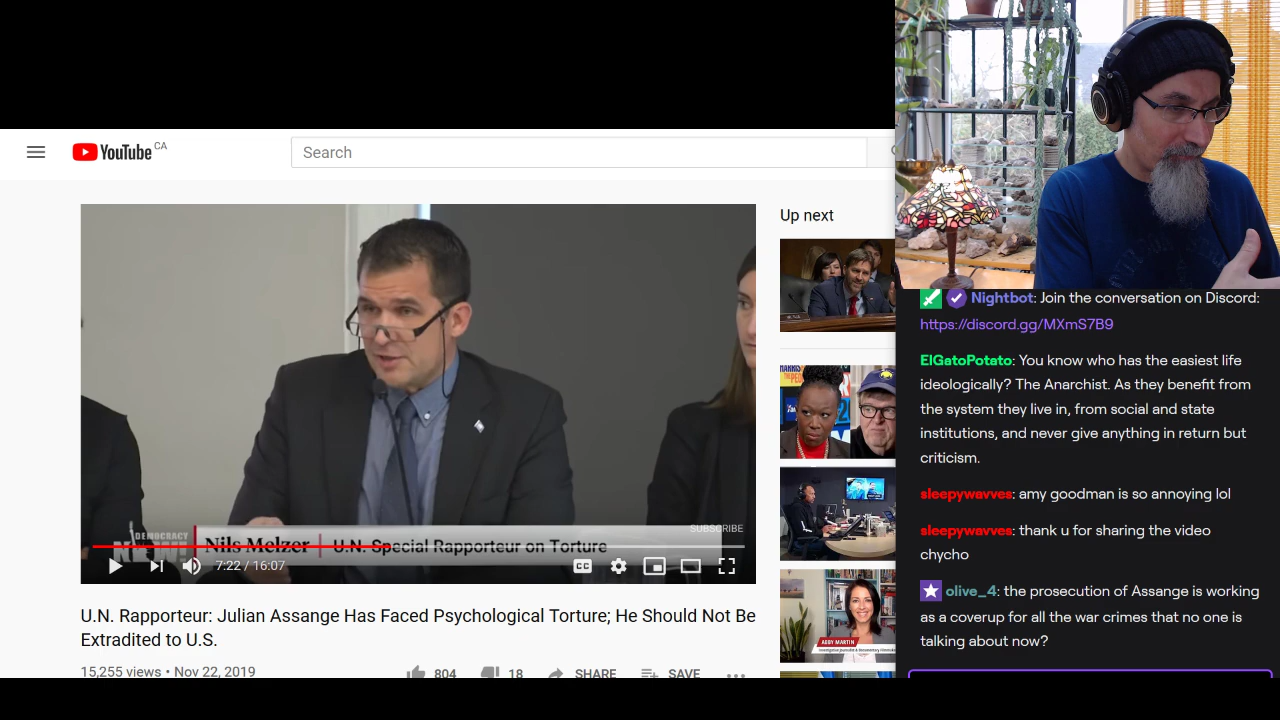 YouTube CA
Search
Up next
DEMOCRACY
NOW!
Nils Melzer
U.N. Special Rapporteur on Torture
SUBSCRIBE
7:22 / 16:07
CC
U.N. Rapporteur: Julian Assange Has Faced Psychological Torture; He Should Not Be
Extradited to U.S.
15,255 views • Nov 22, 2019
804
18
SHARE
SAVE
ABBY MARTIN
Nightbot: Join the conversation on Discord:
https://discord.gg/MXmS7B9
ElGatoPotato: You know who has the easiest life
ideologically? The Anarchist. As they benefit from
the system they live in, from social and state
institutions, and never give anything in return but
criticism.
sleepywavves: amy goodman is so annoying lol
sleepywavves: thank u for sharing the video
chycho
olive_4: the prosecution of Assange is working
as a coverup for all the war crimes that no one is
talking about now?